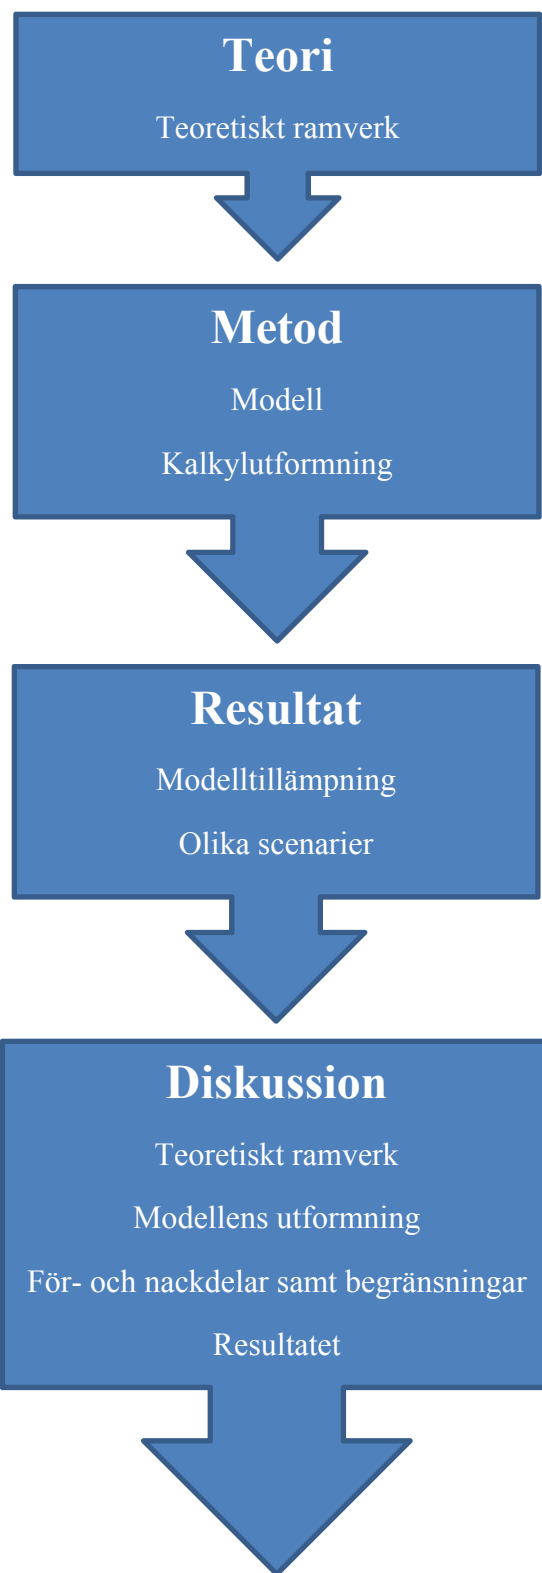 Teori
Teoretiskt ramverk
Metod
Modell
Kalkylutformning
Resultat
Modelltillämpning
Olika scenarier
Diskussion
Teoretiskt ramverk
Modellens utformning
För- och nackdelar samt begränsningar
Resultatet